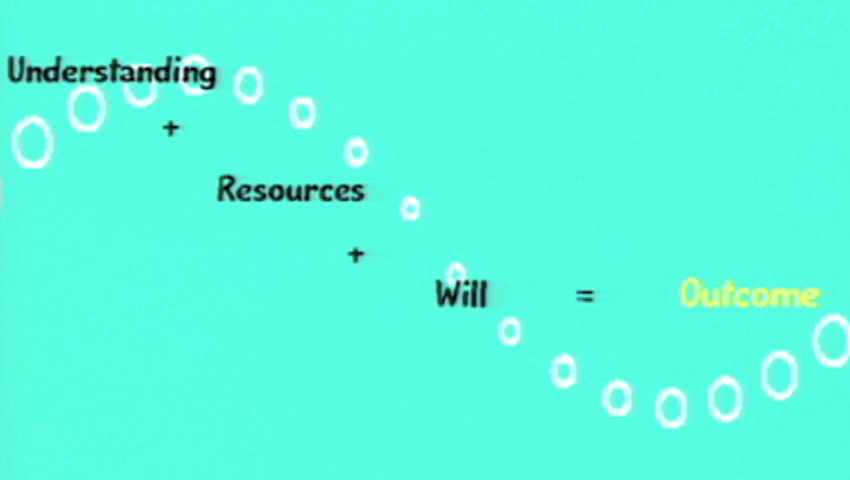 Understanding
+
Resources
+
Will = Outcome